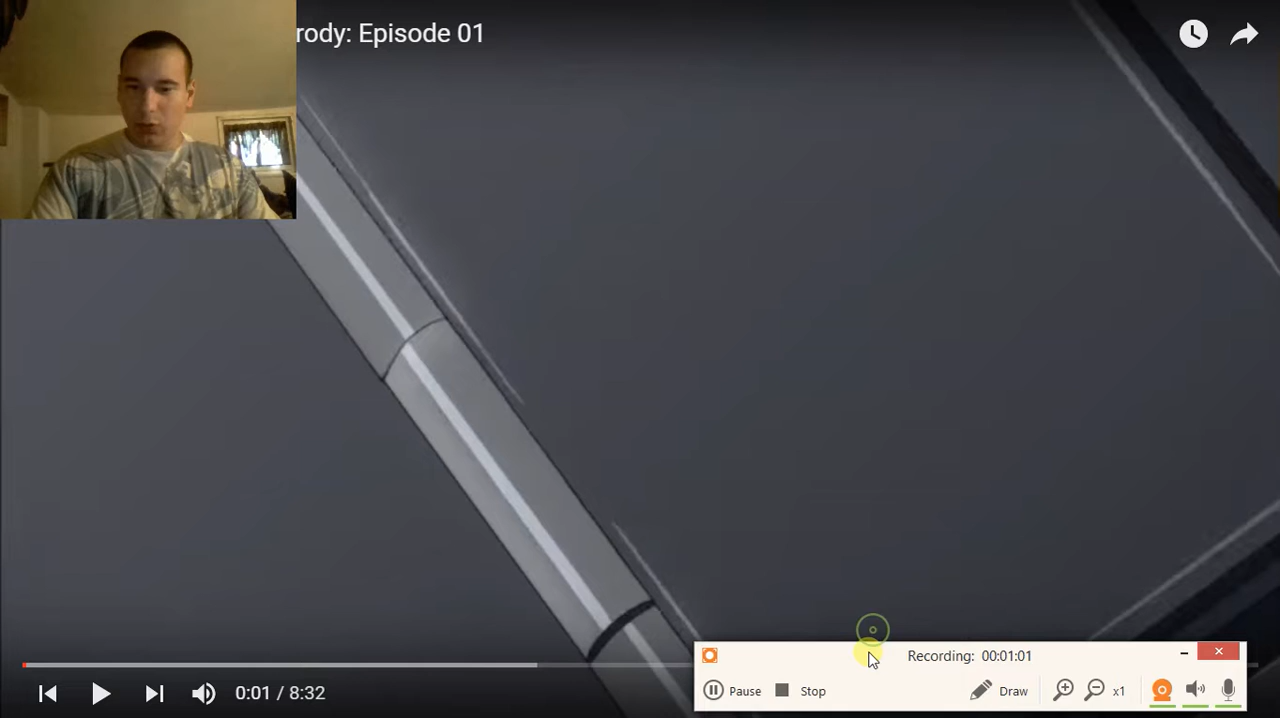 rody: Episode 01
Recording: 00:01:01
Pause
Stop
Draw
x1
0:01 / 8:32